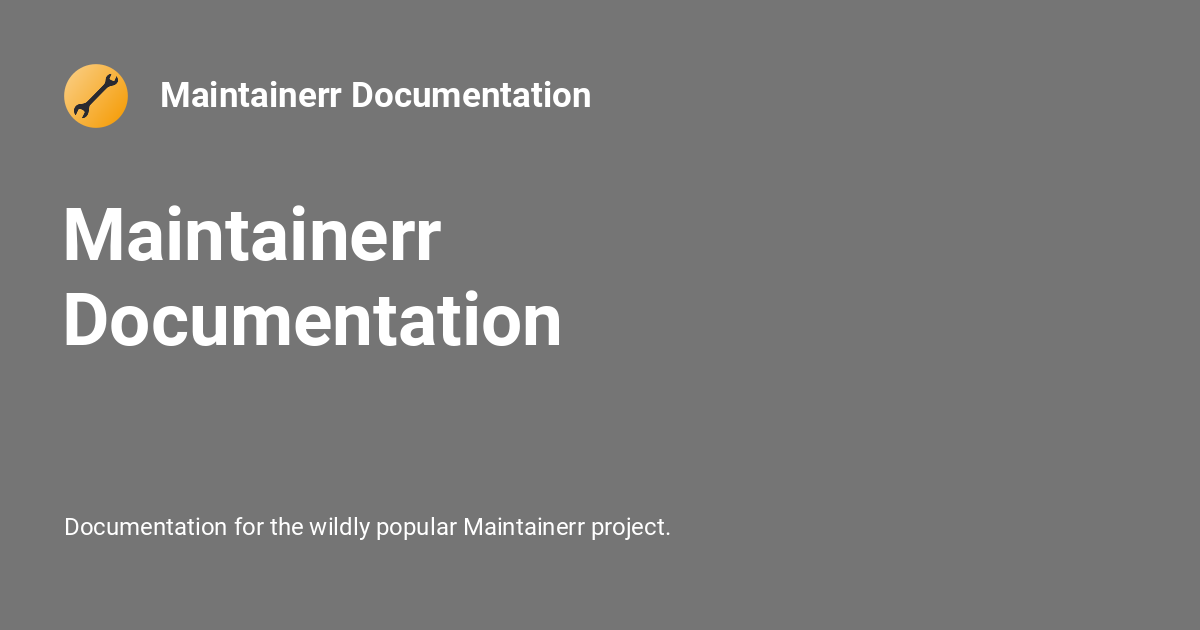 Maintainerr Documentation
Maintainerr
Documentation
Documentation for the wildly popular Maintainerr project.